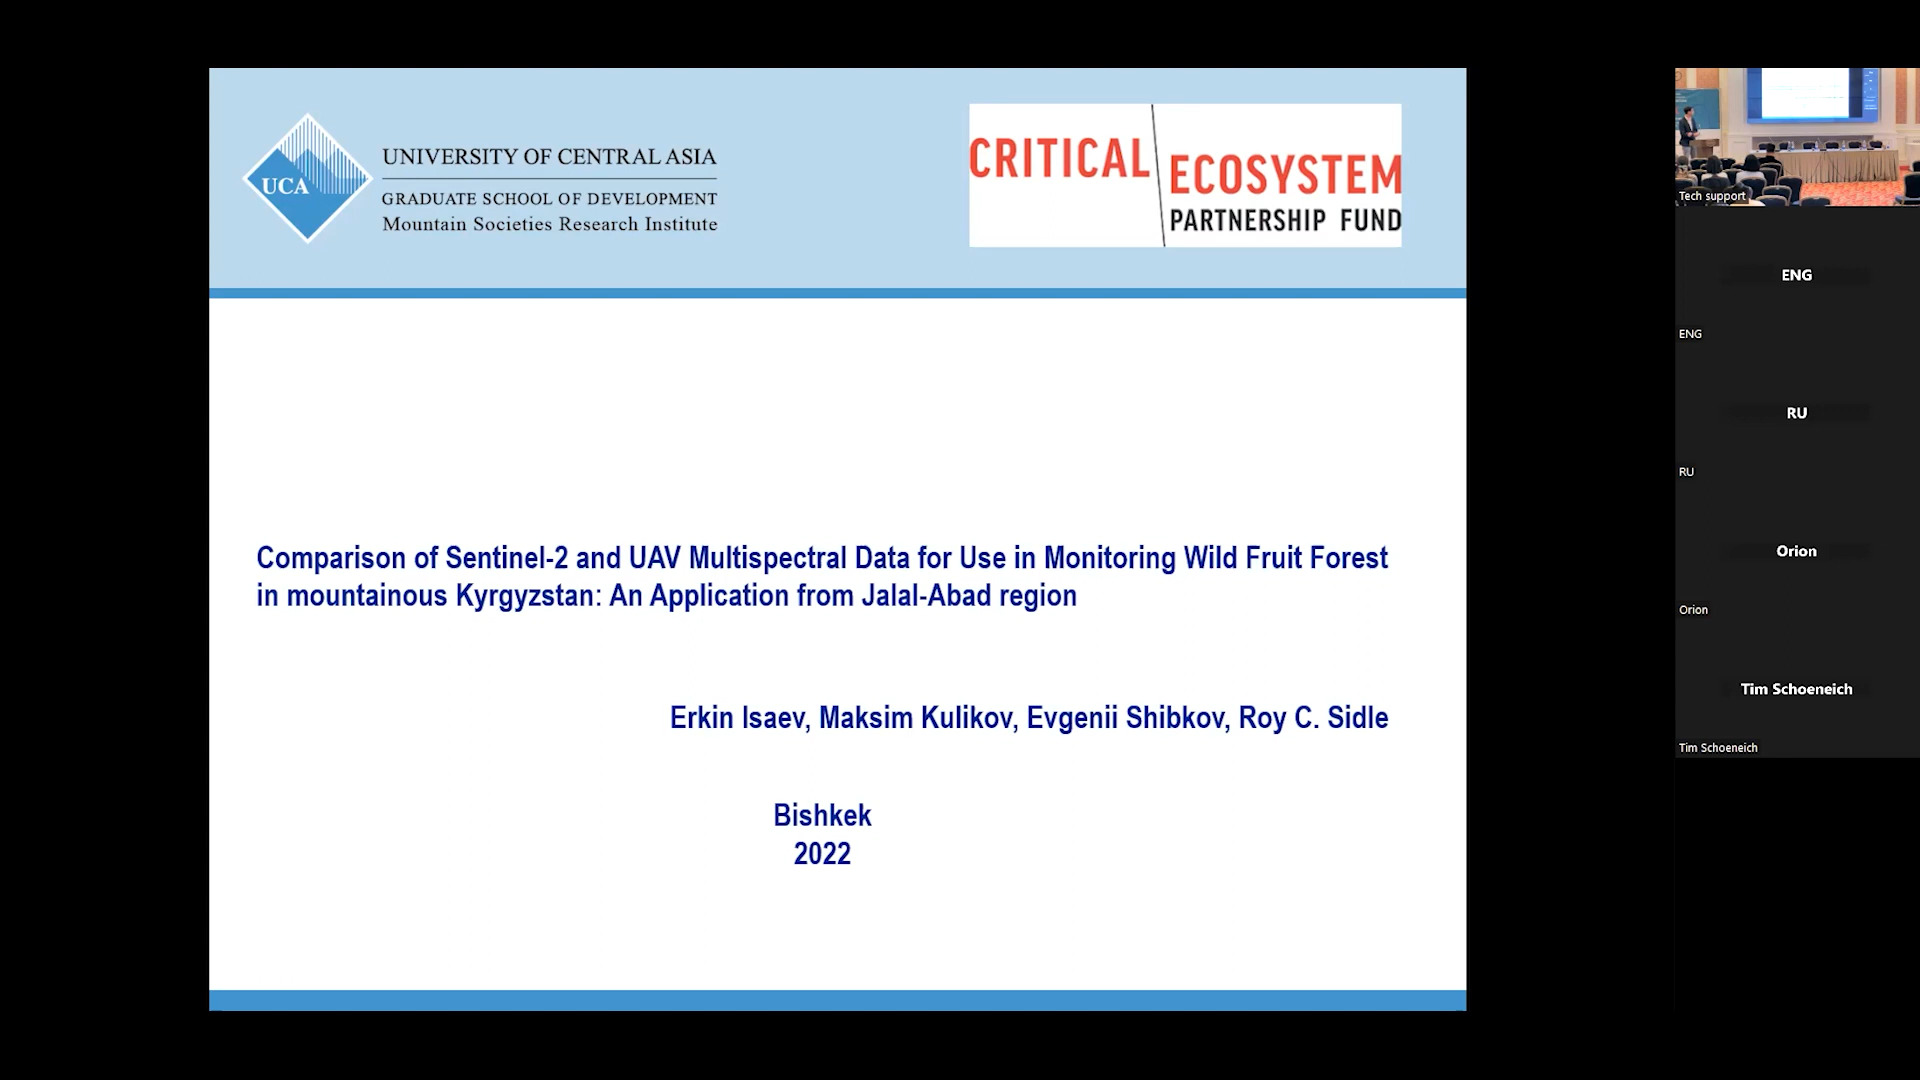 UCA
UNIVERSITY OF CENTRAL ASIA
GRADUATE SCHOOL OF DEVELOPMENT
Mountain Societies Research Institute
CRITICAL ECOSYSTEM
PARTNERSHIP FUND
Comparison of Sentinel-2 and UAV Multispectral Data for Use in Monitoring Wild Fruit Forest
in mountainous Kyrgyzstan: An Application from Jalal-Abad region
Erkin Isaev, Maksim Kulikov, Evgenii Shibkov, Roy C. Sidle
Bishkek
2022
Tech support
ENG
ENG
RU
RU
Orion
Orion
Tim Schoeneich
Tim Schoeneich